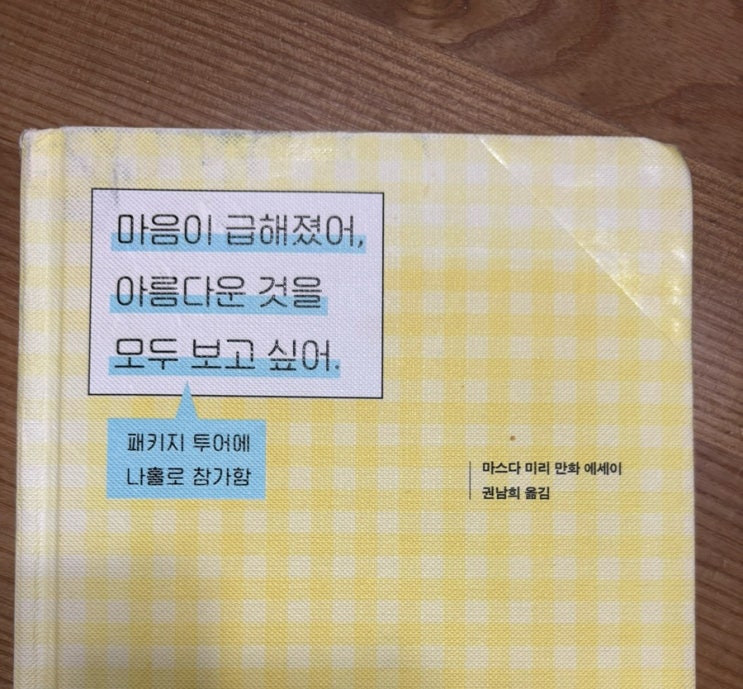 마음이 급해졌어,
아름다운 것을
모두 보고 싶어.
패키지 투어에
나홀로 참가함
마스다 미리 만화 에세이
권남희 옮김